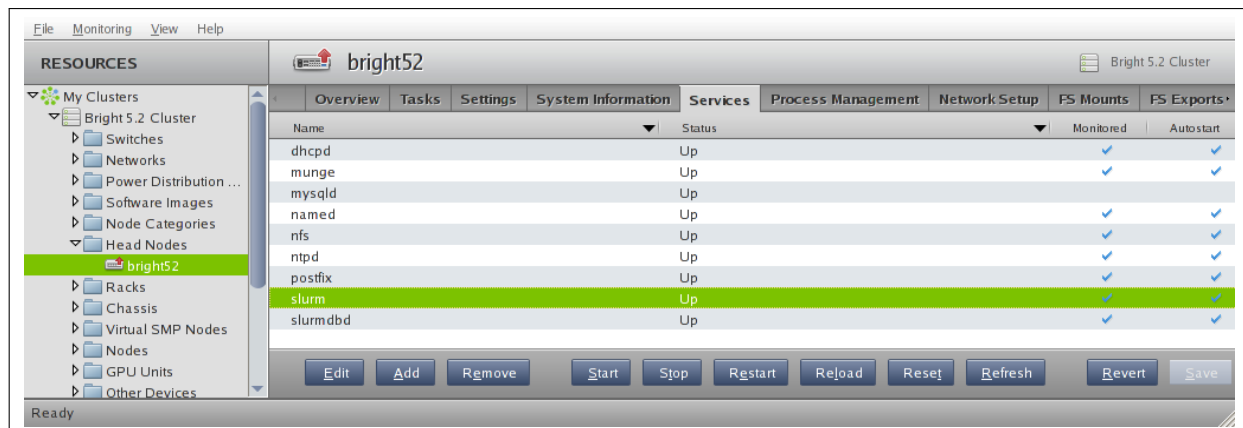 File Monitoring View Help
RESOURCES
bright52
Bright 5.2 Cluster
My Clusters
Bright 5.2 Cluster
Switches
Networks
Power Distribution ...
Software Images
Node Categories
Head Nodes
bright52
Racks
Chassis
Virtual SMP Nodes
Nodes
GPU Units
Other Devices
Overview Tasks Settings System Information Services Process Management Network Setup FS Mounts FS Exports
Name Status Monitored Autostart
dhcpd Up
munge Up
mysqld Up
named Up
nfs Up
ntpd Up
postfix Up
slurm Up
slurmdbd Up
Edit Add Remove Start Stop Restart Reload Reset Refresh Revert Save
Ready